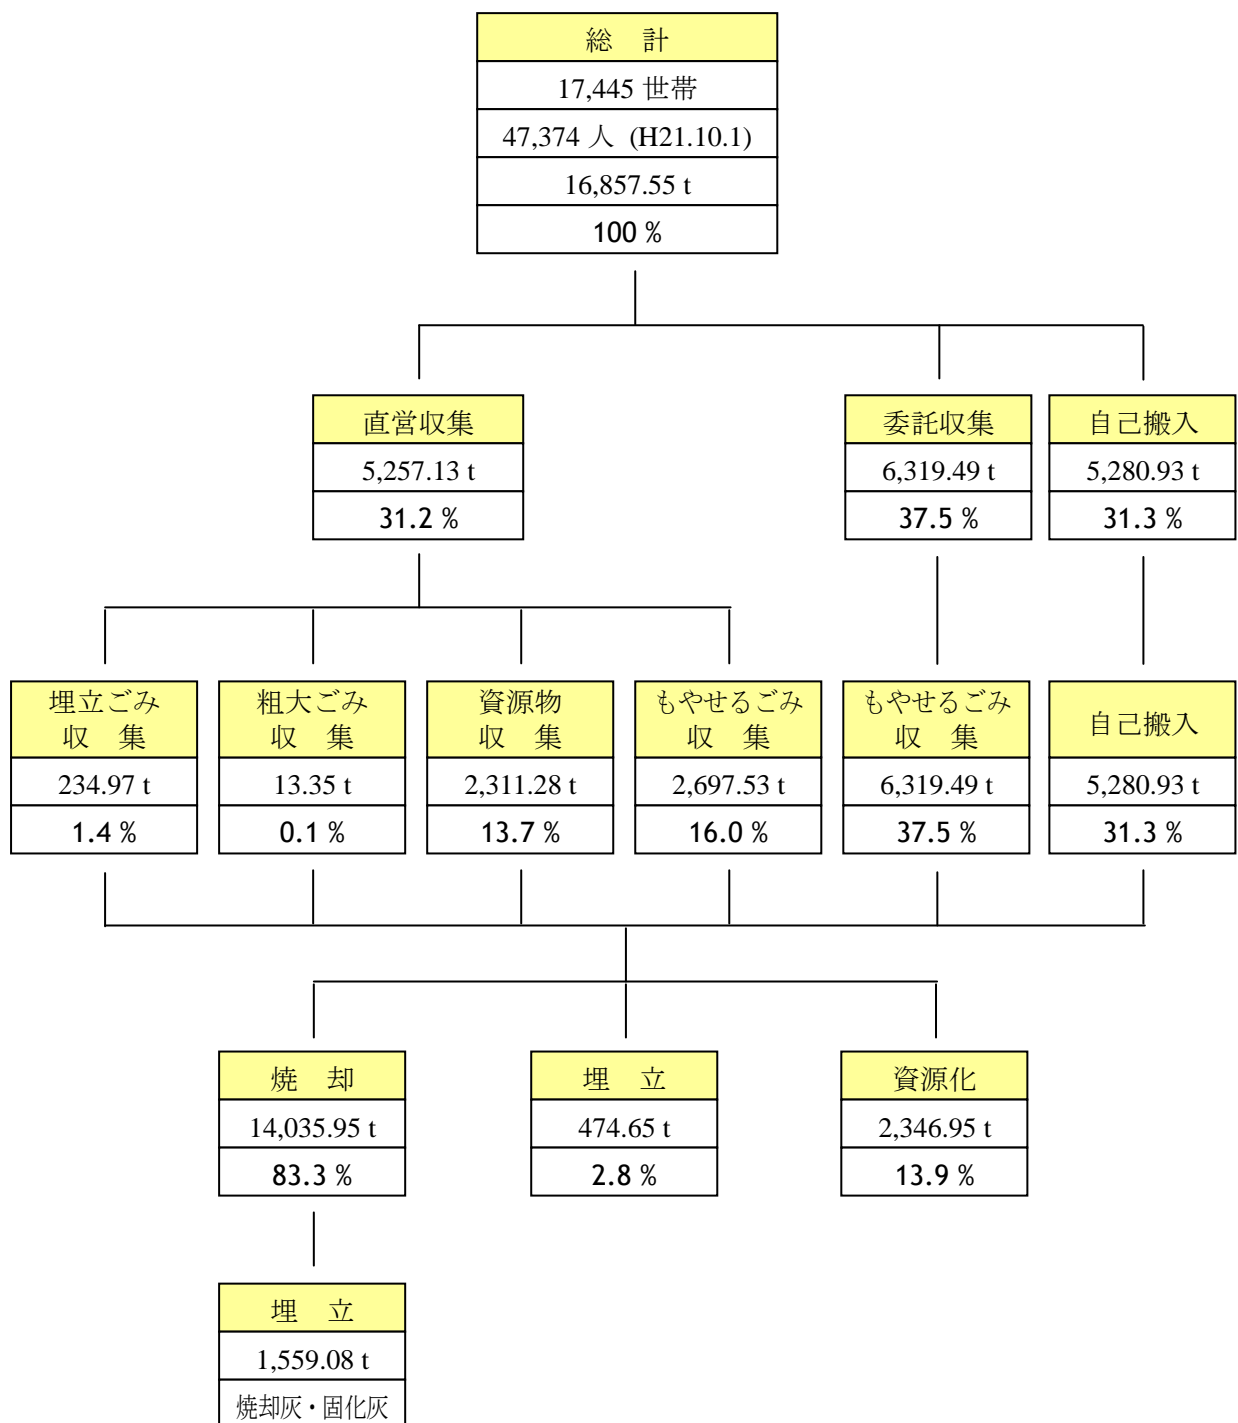 総　計
17,445 世帯
47,374 人 (H21.10.1)
16,857.55 t
100 %
直営収集
5,257.13 t
31.2 %
委託収集
6,319.49 t
37.5 %
自己搬入
5,280.93 t
31.3 %
埋立ごみ
収　集
234.97 t
1.4 %
粗大ごみ
収　集
13.35 t
0.1 %
資源物
収　集
2,311.28 t
13.7 %
もやせるごみ
収　集
2,697.53 t
16.0 %
もやせるごみ
収　集
6,319.49 t
37.5 %
自己搬入
5,280.93 t
31.3 %
焼　却
14,035.95 t
83.3 %
埋　立
474.65 t
2.8 %
資源化
2,346.95 t
13.9 %
埋　立
1,559.08 t
焼却灰・固化灰